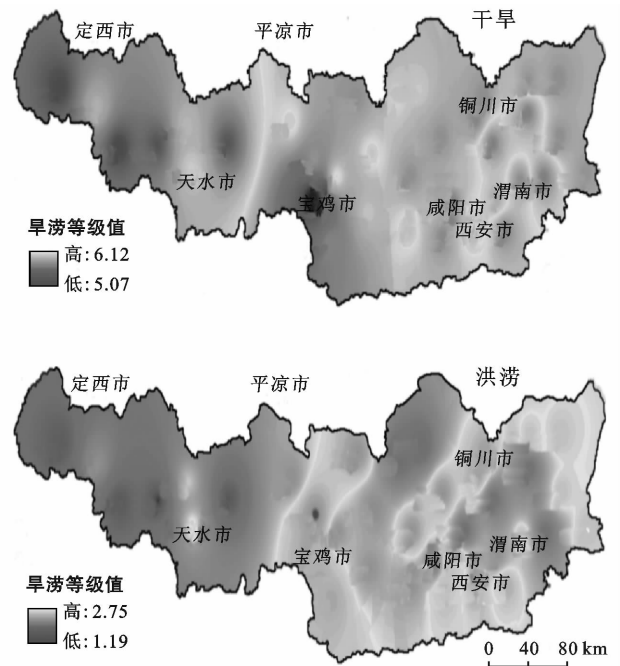 干旱
定西市
平凉市
铜川市
天水市
宝鸡市
咸阳市
渭南市
西安市
旱涝等级值
高:6.12
低:5.07
洪涝
定西市
平凉市
铜川市
天水市
宝鸡市
咸阳市
渭南市
西安市
旱涝等级值
高:2.75
低:1.19
0 40 80 km